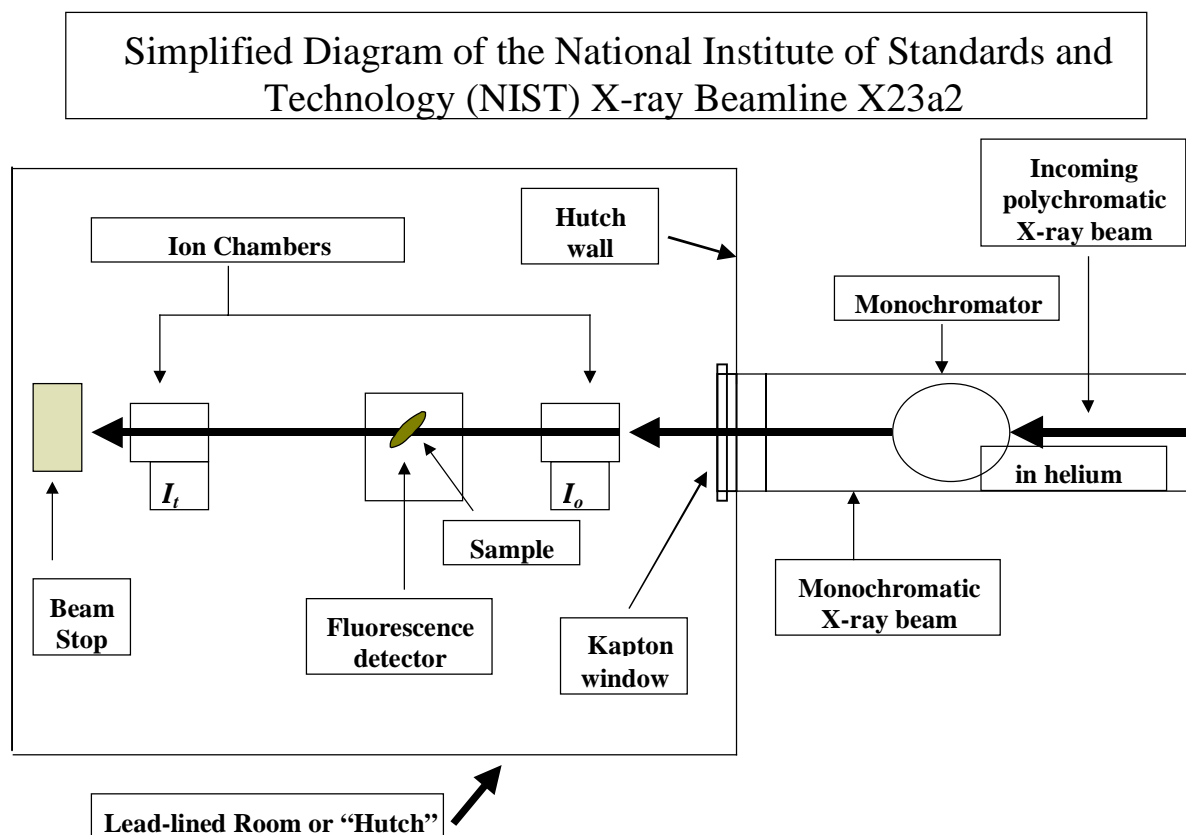 Simplified Diagram of the National Institute of Standards and
Technology (NIST) X-ray Beamline X23a2
Incoming
polychromatic
X-ray beam
Hutch
wall
Ion Chambers
Monochromator
in helium
I_t
I_o
Sample
Monochromatic
X-ray beam
Beam
Stop
Fluorescence
detector
Kapton
window
Lead-lined Room or “Hutch”